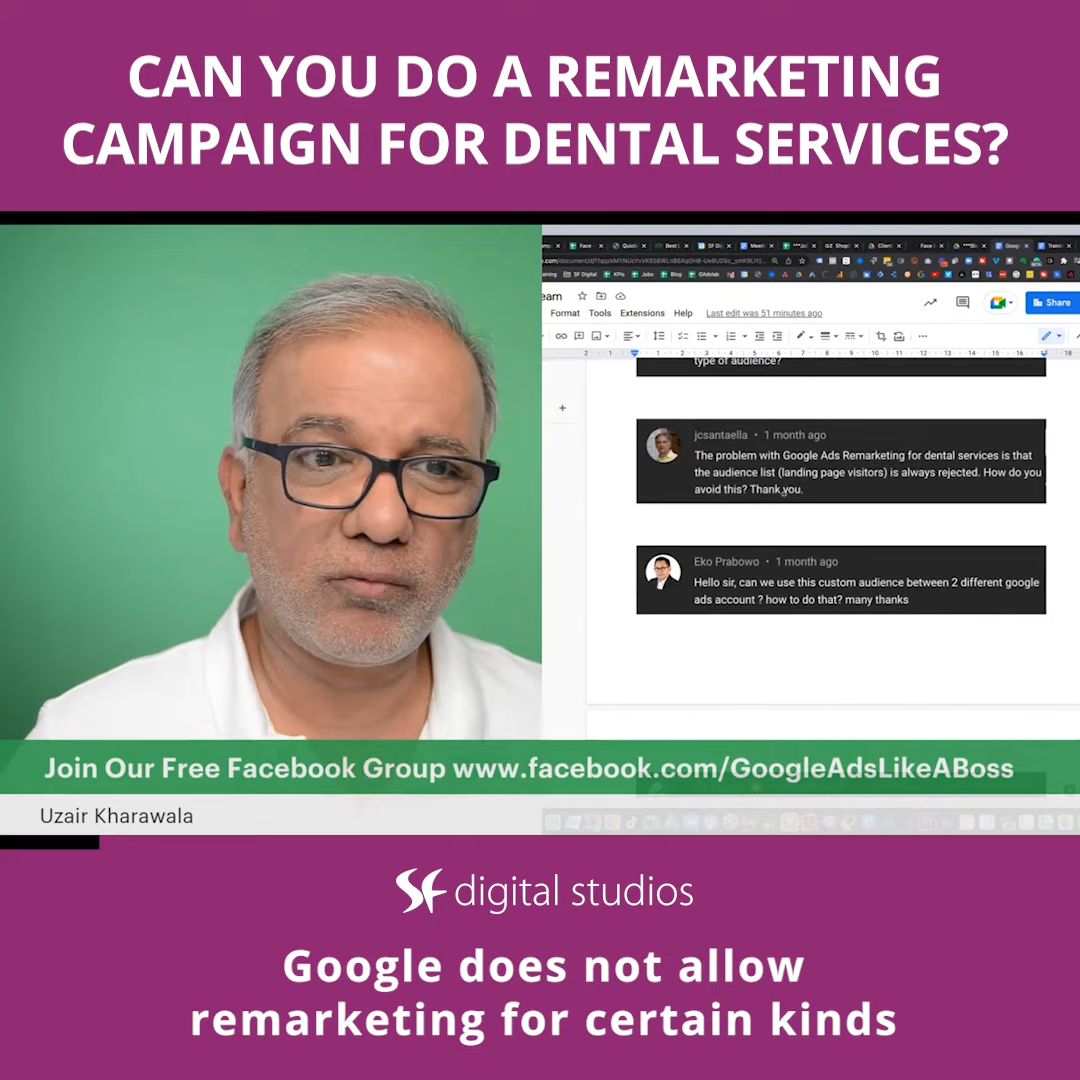 CAN YOU DO A REMARKETING
CAMPAIGN FOR DENTAL SERVICES?
Format Tools Extensions Help Last edit was 51 minutes ago
Share
type of audience?
jcsantaella • 1 month ago
The problem with Google Ads Remarketing for dental services is that
the audience list (landing page visitors) is always rejected. How do you
avoid this? Thank you.
Eko Prabowo • 1 month ago
Hello sir, can we use this custom audience between 2 different google
ads account ? how to do that? many thanks
Join Our Free Facebook Group www.facebook.com/GoogleAdsLikeABoss
Uzair Kharawala
SF digital studios
Google does not allow
remarketing for certain kinds